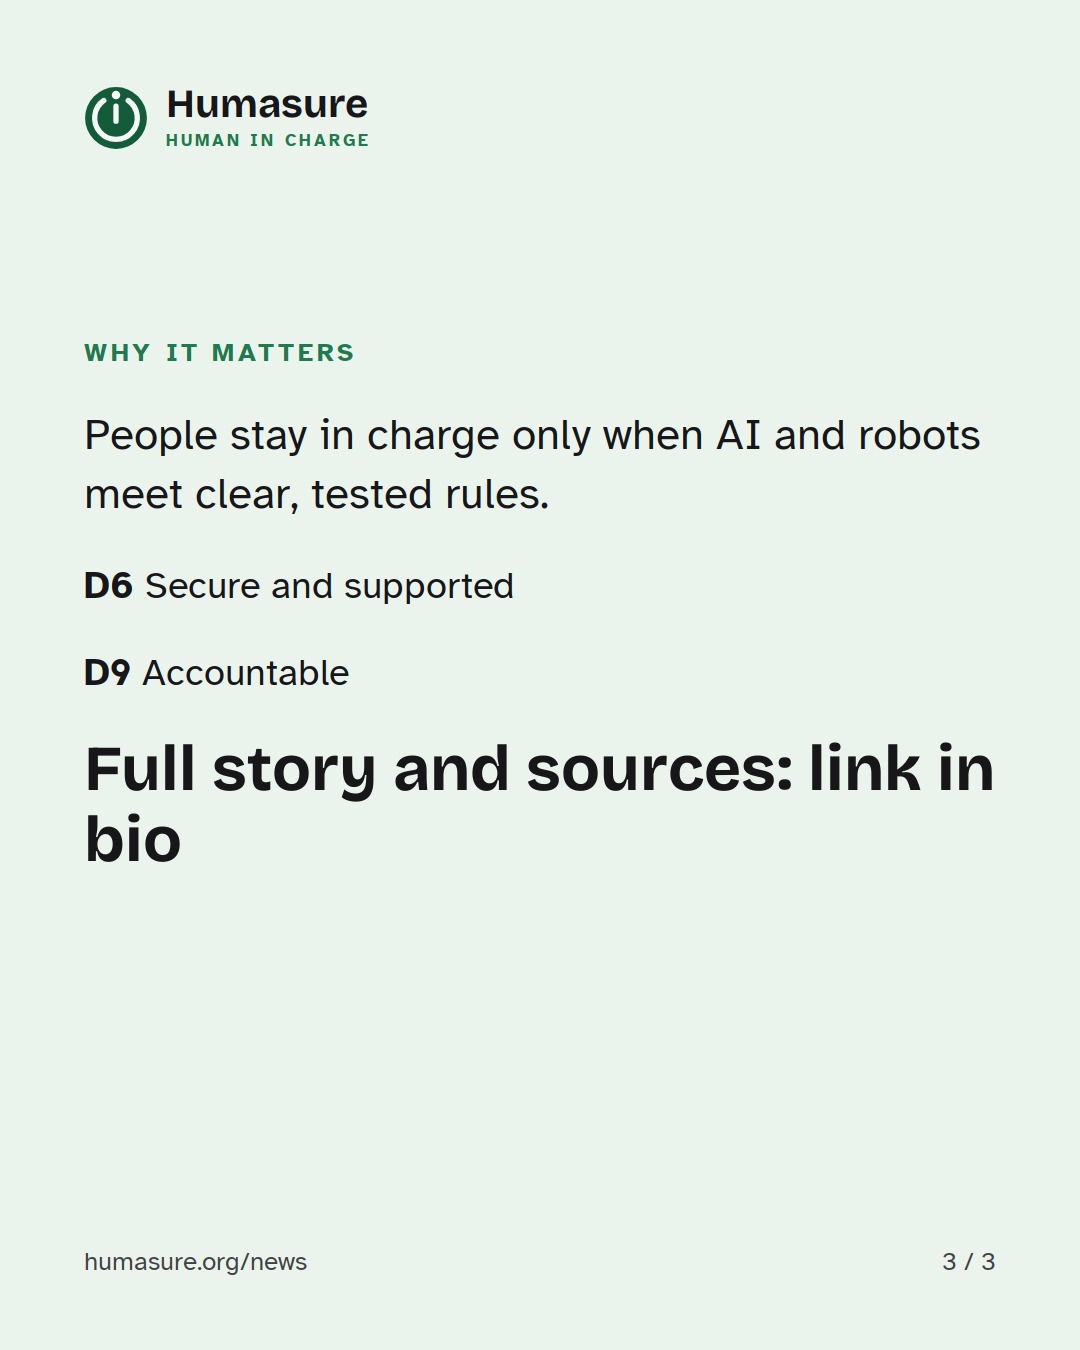 Humasure
HUMAN IN CHARGE
WHY IT MATTERS
People stay in charge only when AI and robots
meet clear, tested rules.
D6 Secure and supported
D9 Accountable
Full story and sources: link in
bio
humasure.org/news
3 / 3